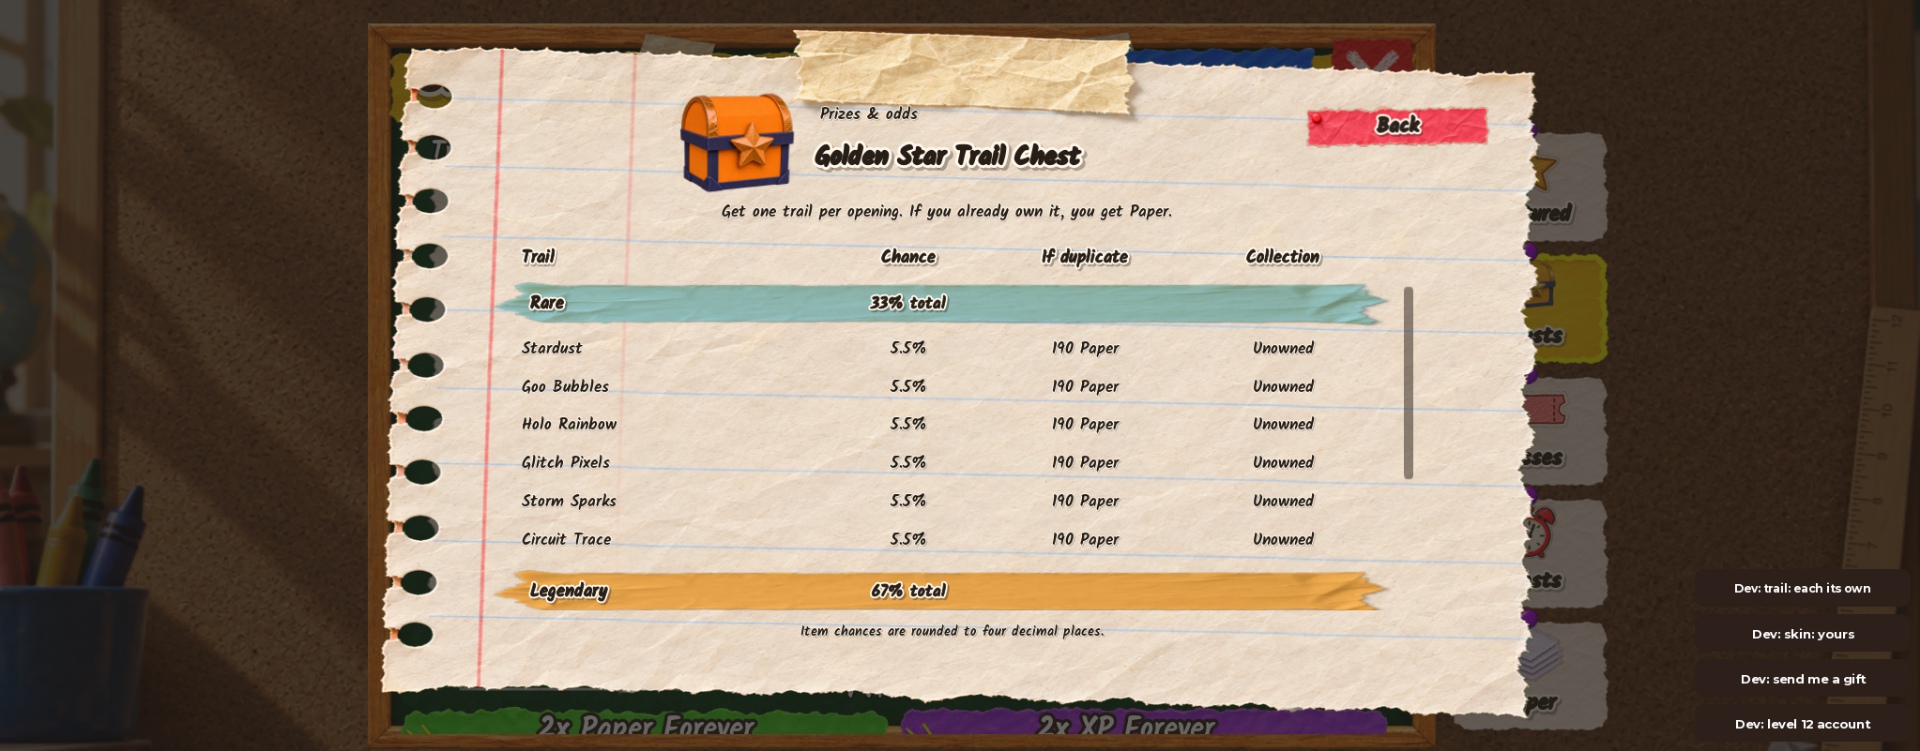 Prizes & odds
Back
Golden Star Trail Chest
Get one trail per opening. If you already own it, you get Paper.
Trail Chance If duplicate Collection
Rare 33% total
Stardust 5.5% 190 Paper Unowned
Goo Bubbles 5.5% 190 Paper Unowned
Holo Rainbow 5.5% 190 Paper Unowned
Glitch Pixels 5.5% 190 Paper Unowned
Storm Sparks 5.5% 190 Paper Unowned
Circuit Trace 5.5% 190 Paper Unowned
Legendary 67% total
Item chances are rounded to four decimal places.
2x Paper Forever
2x XP Forever
Dev: trail: each its own
Dev: skin: yours
Dev: send me a gift
Dev: level 12 account